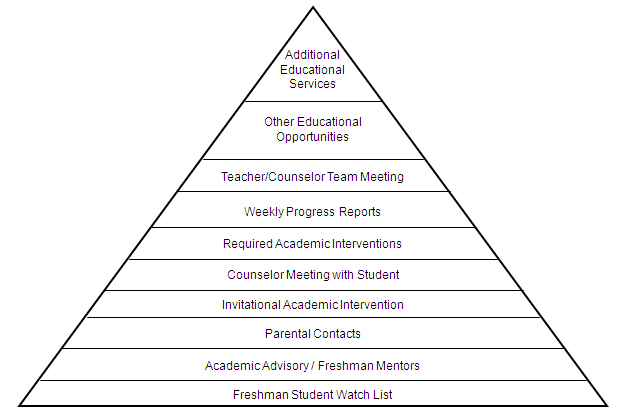 Additional
Educational
Services
Other Educational
Opportunities
Teacher/Counselor Team Meeting
Weekly Progress Reports
Required Academic Interventions
Counselor Meeting with Student
Invitational Academic Intervention
Parental Contacts
Academic Advisory / Freshman Mentors
Freshman Student Watch List